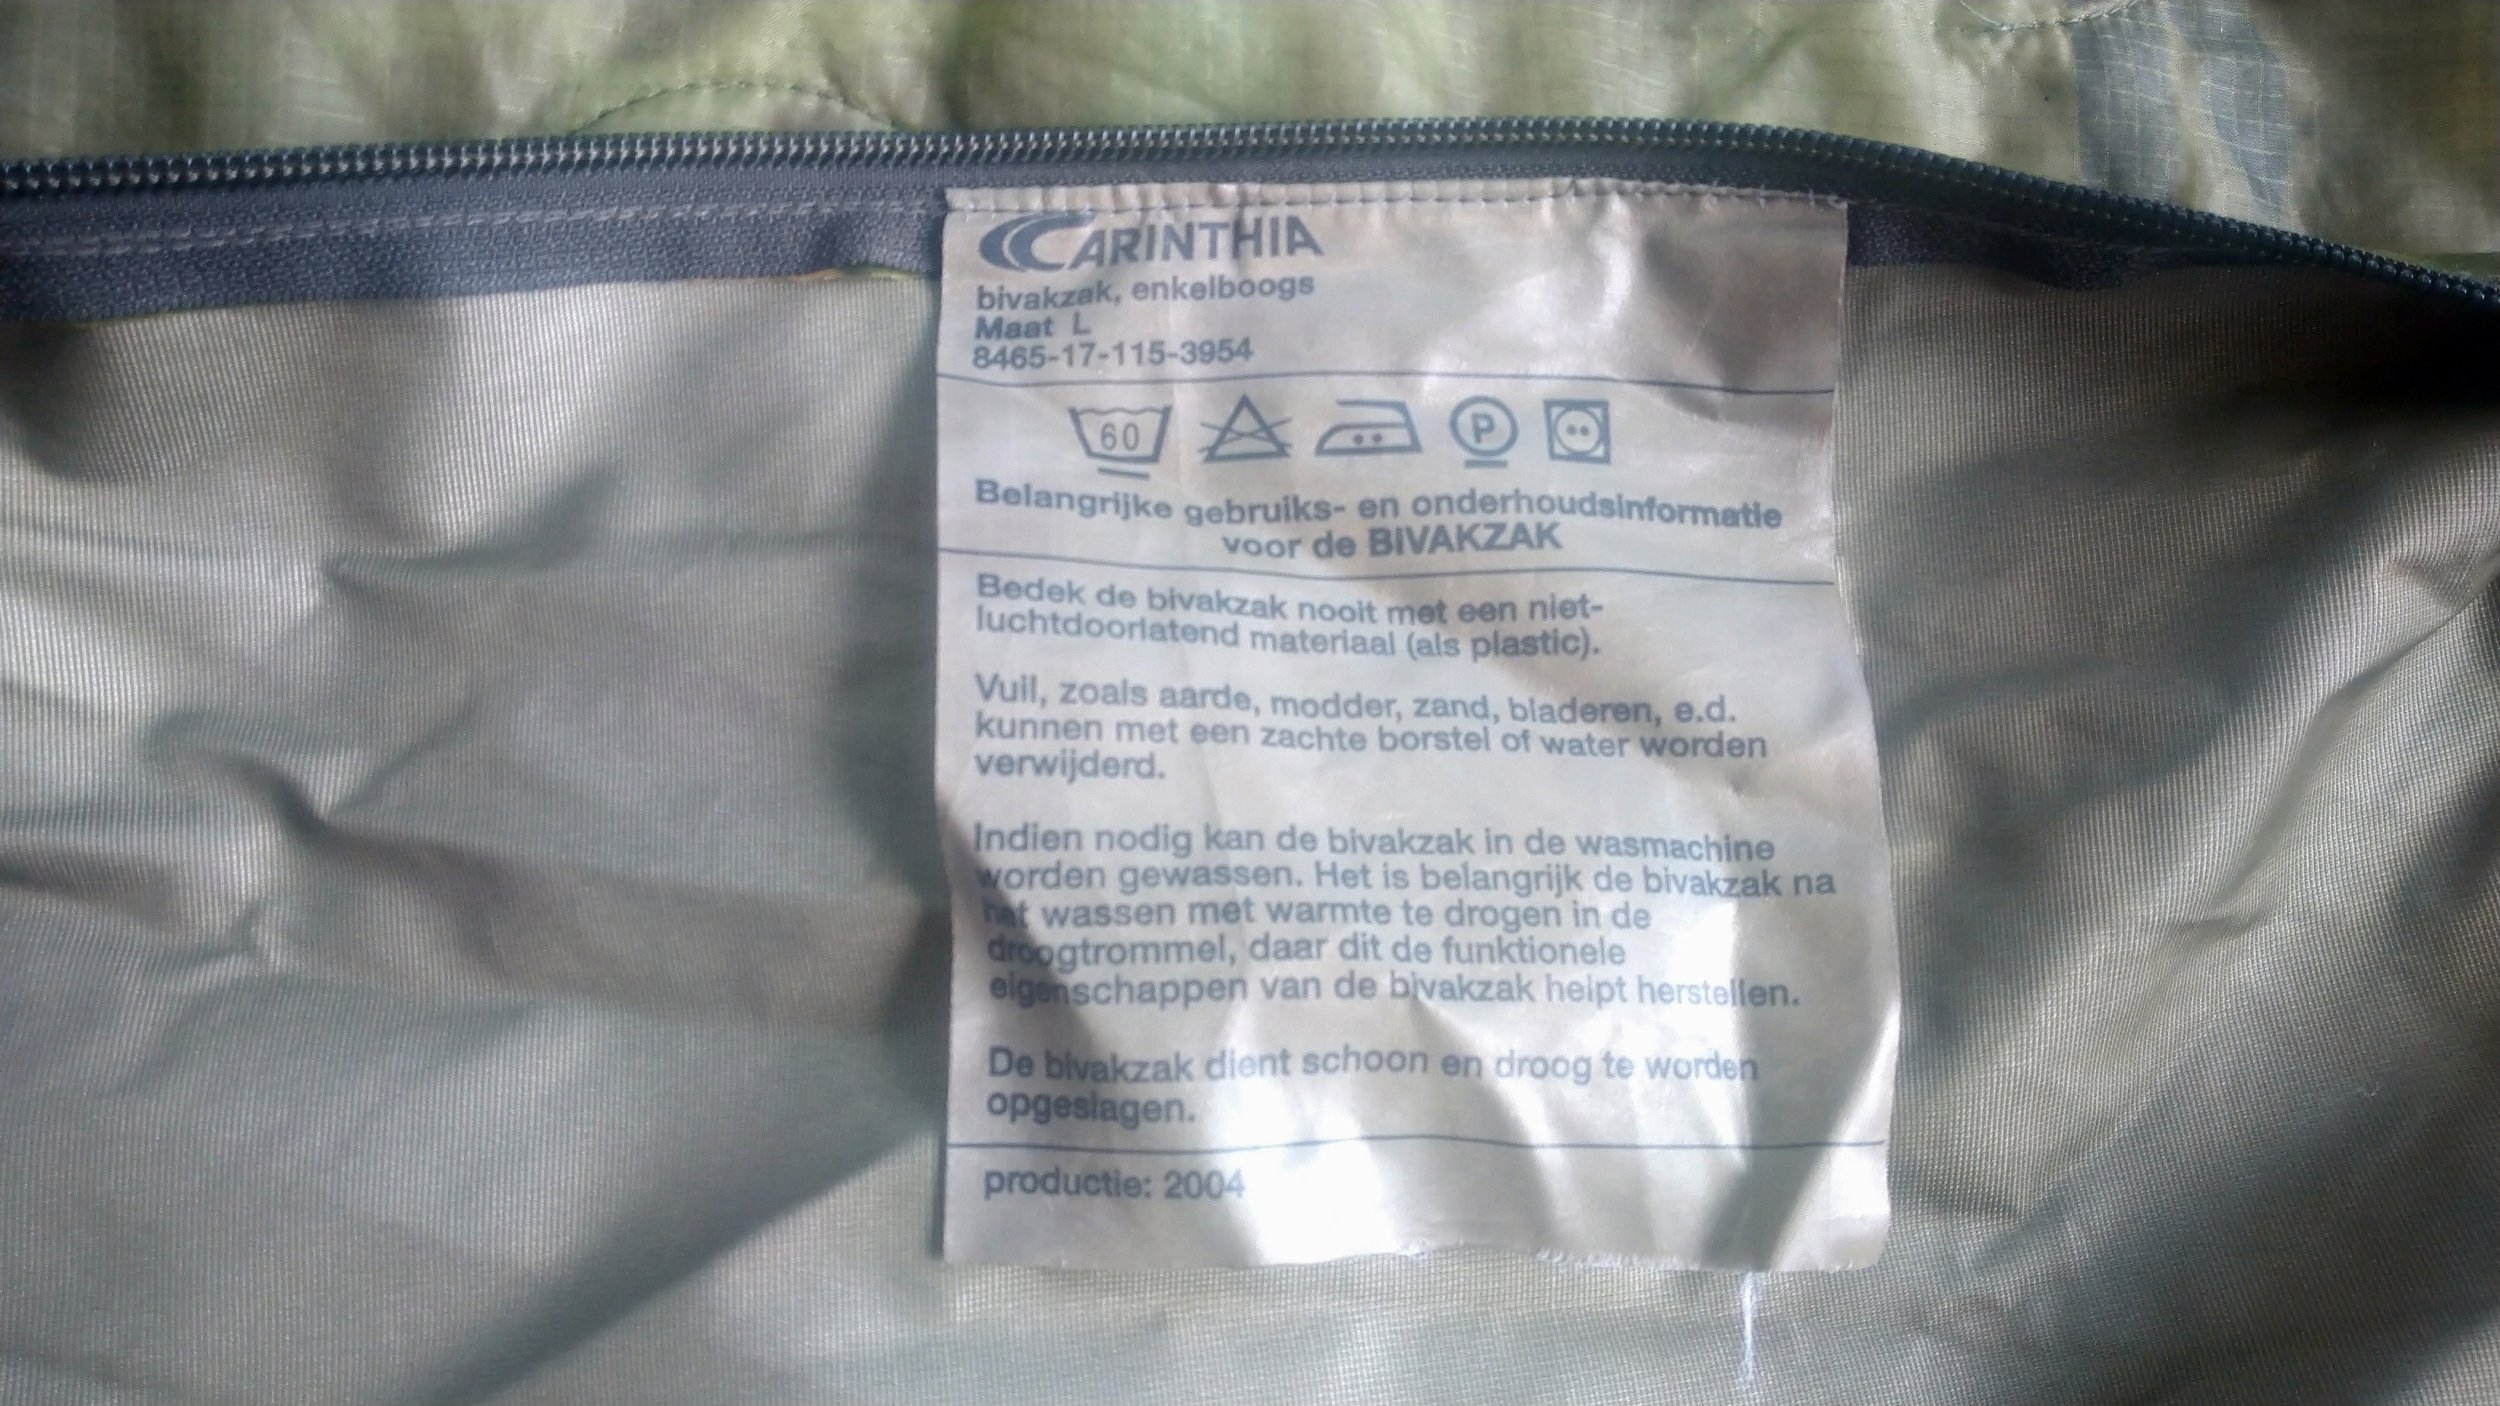 CARINTHIA
bivakzak, enkelboogs
Maat L
8465-17-115-3954
60
P
Belangrijke gebruiks- en onderhoudsinformatie
voor de BIVAKZAK
Bedek de bivakzak nooit met een niet-
luchtdoorlatend materiaal (als plastic).
Vuil, zoals aarde, modder, zand, bladeren, e.d.
kunnen met een zachte borstel of water worden
verwijderd.
Indien nodig kan de bivakzak in de wasmachine
worden gewassen. Het is belangrijk de bivakzak na
het wassen met warmte te drogen in de
droogtrommel, daar dit de funktionele
eigenschappen van de bivakzak helpt herstellen.
De bivakzak dient schoon en droog te worden
opgeslagen.
productie: 2004